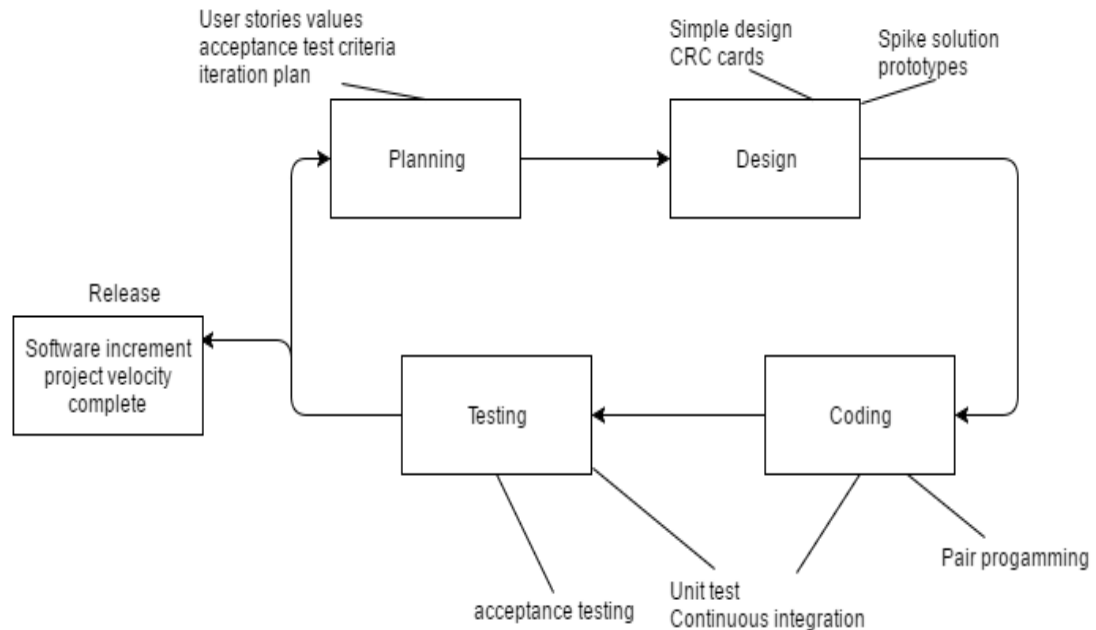 User stories values
acceptance test criteria
iteration plan
Simple design
CRC cards
Spike solution
prototypes
Planning
Design
Release
Software increment
project velocity
complete
Testing
Coding
Pair progamming
Unit test
Continuous integration
acceptance testing